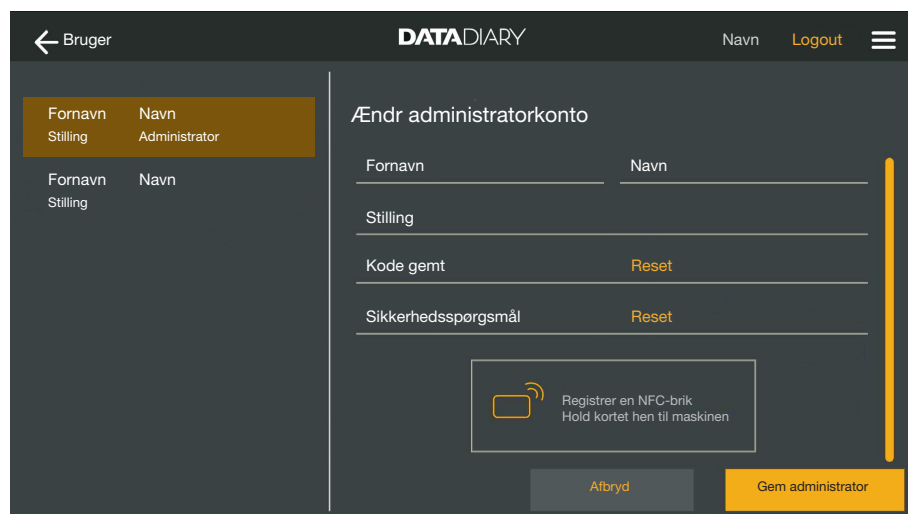 Bruger
DATADIARY
Navn Logout
Fornavn Navn
Stilling Administrator
Fornavn Navn
Stilling
Ændr administratorkonto
Fornavn Navn
Stilling
Kode gemt Reset
Sikkerhedsspørgsmål Reset
Registrer en NFC-brik
Hold kortet hen til maskinen
Afbryd Gem administrator